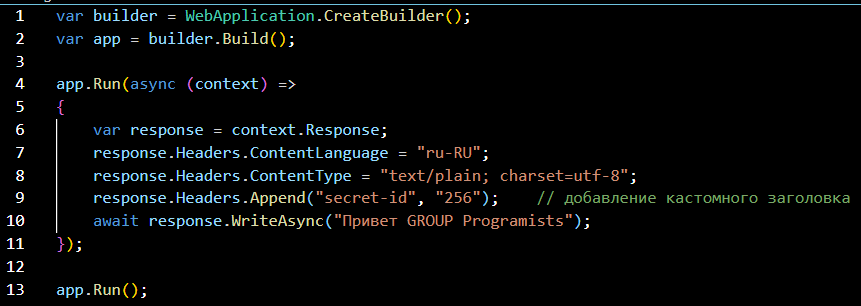 1 var builder = WebApplication.CreateBuilder();
2 var app = builder.Build();
3
4 app.Run(async (context) =>
5 {
6     var response = context.Response;
7     response.Headers.ContentLanguage = "ru-RU";
8     response.Headers.ContentType = "text/plain; charset=utf-8";
9     response.Headers.Append("secret-id", "256");    // добавление кастомного заголовка
10     await response.WriteAsync("Привет GROUP Programists");
11 });
12
13 app.Run();